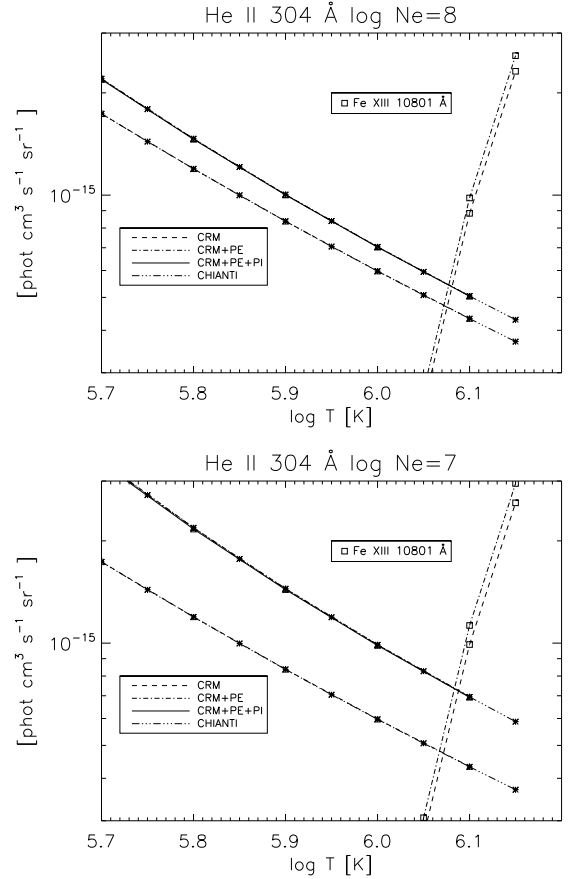 He II 304 Å log Ne=8
[phot cm³ s⁻¹ sr⁻¹]
10⁻¹⁵
□ Fe XIII 10801 Å
CRM
CRM+PE
CRM+PE+PI
CHIANTI
5.7 5.8 5.9 6.0 6.1
log T [K]
He II 304 Å log Ne=7
[phot cm³ s⁻¹ sr⁻¹]
10⁻¹⁵
□ Fe XIII 10801 Å
CRM
CRM+PE
CRM+PE+PI
CHIANTI
5.7 5.8 5.9 6.0 6.1
log T [K]